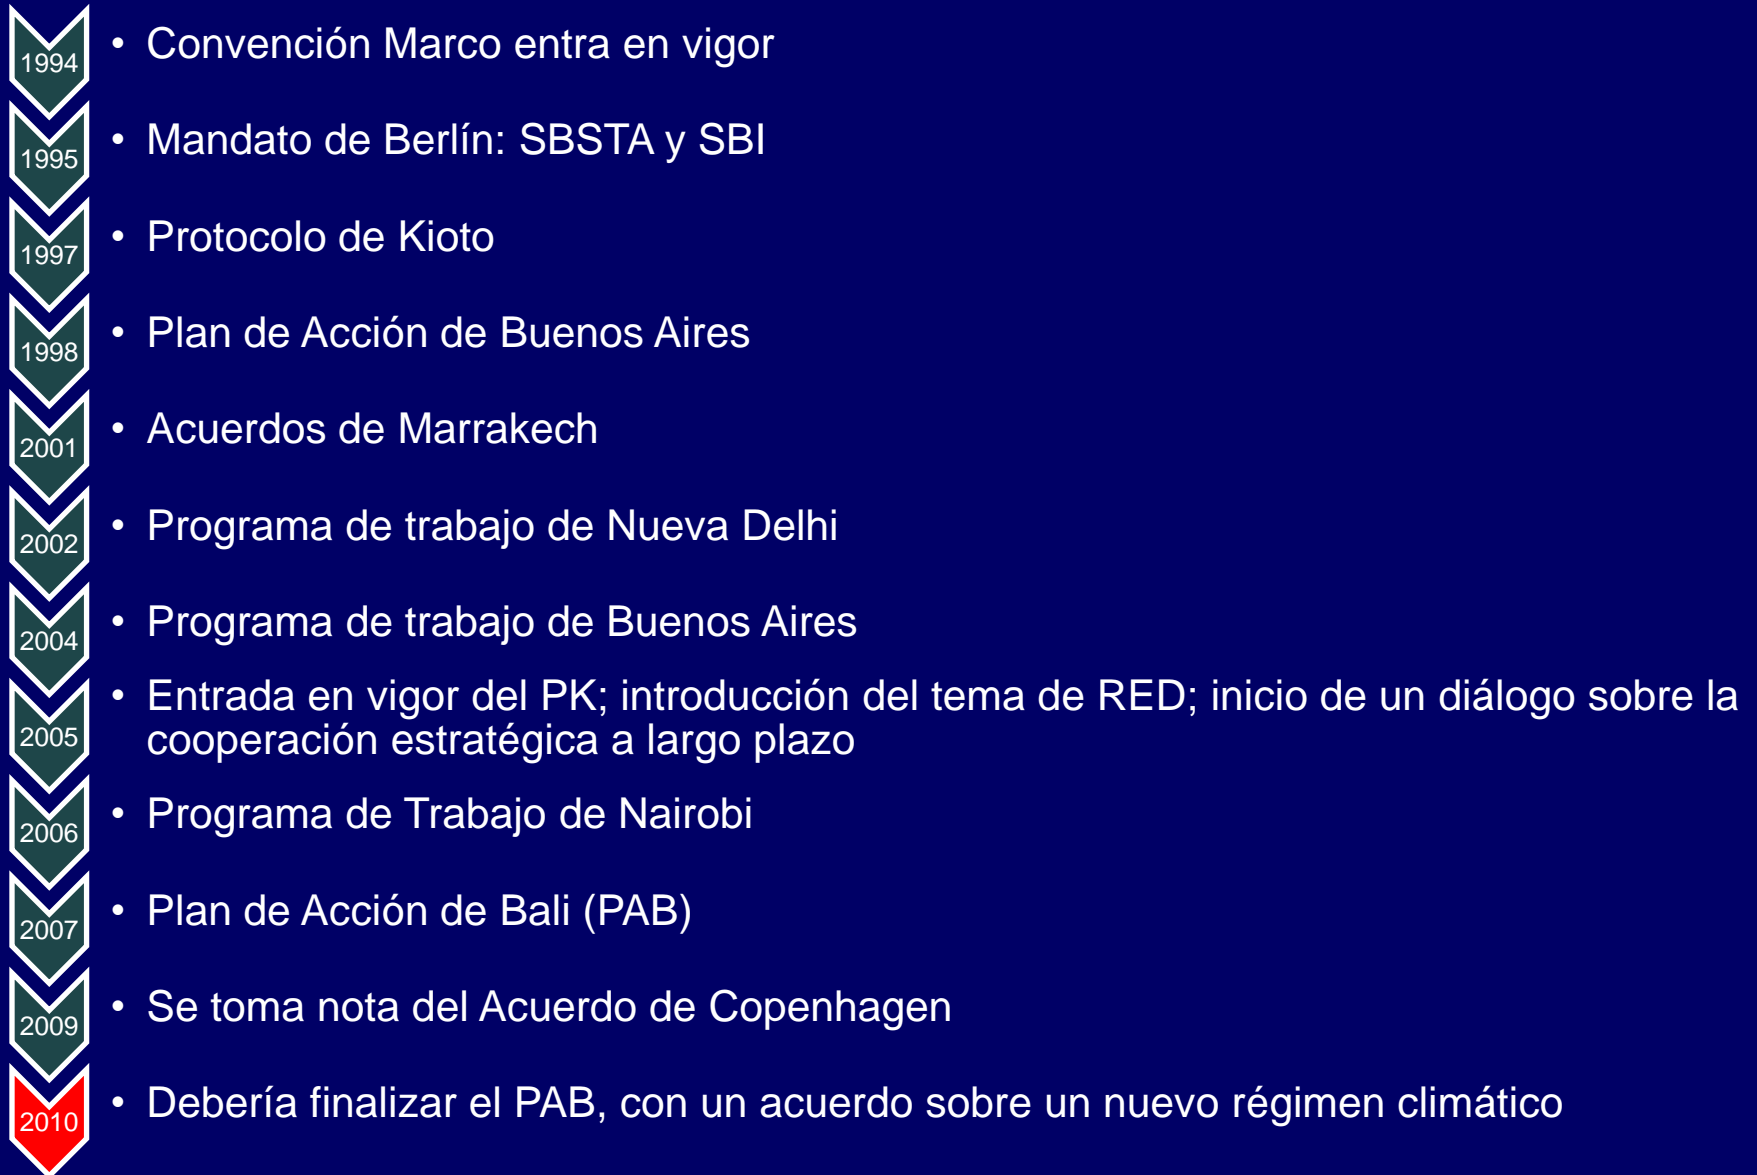 1994
• Convención Marco entra en vigor
1995
• Mandato de Berlín: SBSTA y SBI
1997
• Protocolo de Kioto
1998
• Plan de Acción de Buenos Aires
2001
• Acuerdos de Marrakech
2002
• Programa de trabajo de Nueva Delhi
2004
• Programa de trabajo de Buenos Aires
2005
• Entrada en vigor del PK; introducción del tema de RED; inicio de un diálogo sobre la
cooperación estratégica a largo plazo
2006
• Programa de Trabajo de Nairobi
2007
• Plan de Acción de Bali (PAB)
2009
• Se toma nota del Acuerdo de Copenhagen
2010
• Debería finalizar el PAB, con un acuerdo sobre un nuevo régimen climático